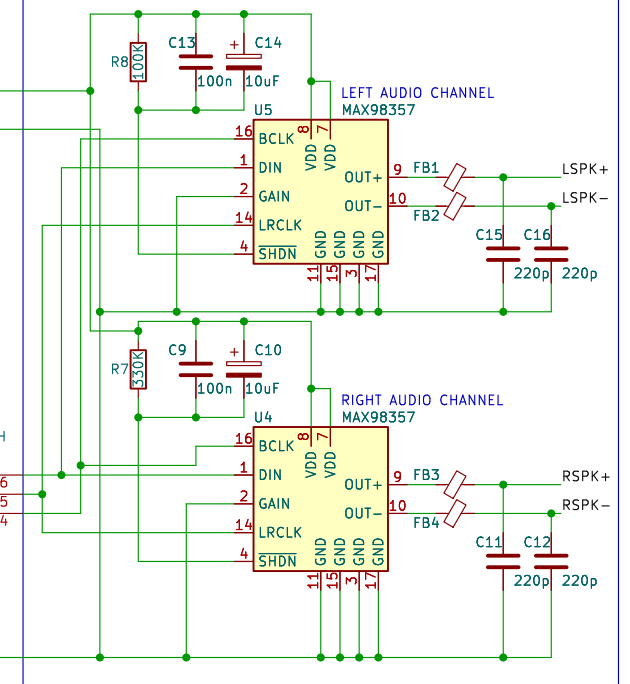 C13
C14
R8
100K
+
100n
10uF
LEFT AUDIO CHANNEL
U5
MAX98357
16
BCLK
8
VDD
7
VDD
1
DIN
OUT+
9
FB1
LSPK+
2
GAIN
OUT-
10
FB2
LSPK-
14
LRCLK
4
SHDN
GND
GND
GND
GND
11
15
3
17
C15
C16
220p
220p
C9
C10
R7
330K
+
100n
10uF
RIGHT AUDIO CHANNEL
U4
MAX98357
H
16
BCLK
8
VDD
7
VDD
6
1
DIN
OUT+
9
FB3
RSPK+
5
2
GAIN
OUT-
10
FB4
RSPK-
4
14
LRCLK
4
SHDN
GND
GND
GND
GND
11
15
3
17
C11
C12
220p
220p